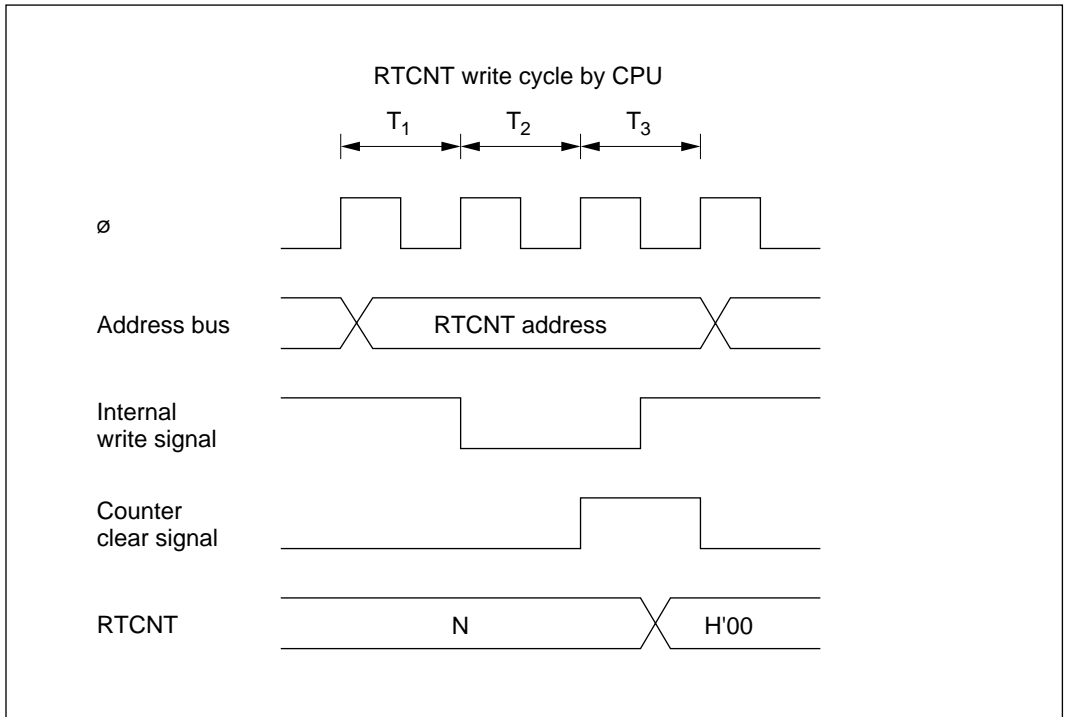 RTCNT write cycle by CPU
T1 T2 T3
ø
Address bus
RTCNT address
Internal
write signal
Counter
clear signal
RTCNT
N
H'00